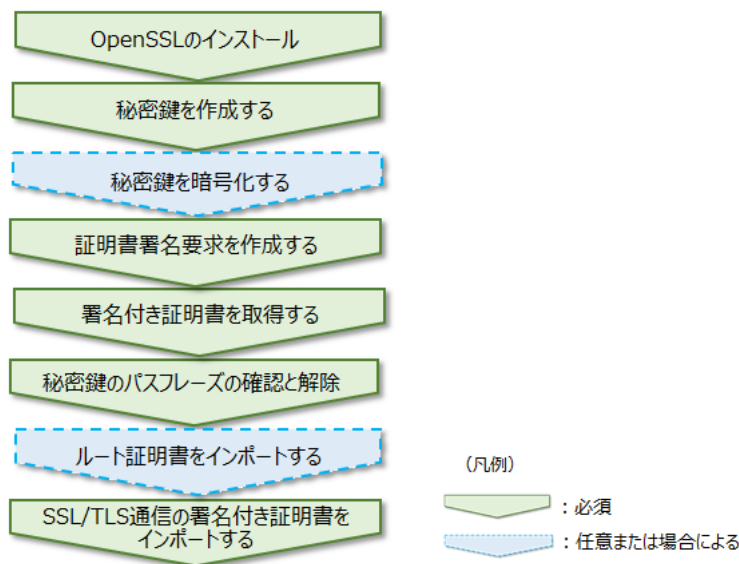 OpenSSLのインストール
秘密鍵を作成する
秘密鍵を暗号化する
証明書署名要求を作成する
署名付き証明書を取得する
秘密鍵のパスフレーズの確認と解除
ルート証明書をインポートする
SSL/TLS通信の署名付き証明書を
インポートする
（凡例）
：必須
：任意または場合による